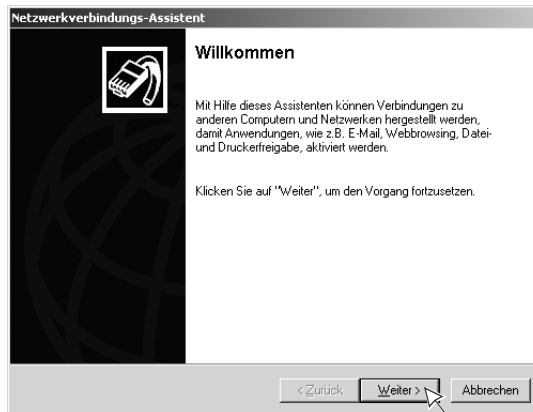 Netzwerkverbindungs-Assistent
Willkommen
Mit Hilfe dieses Assistenten können Verbindungen zu
anderen Computern und Netzwerken hergestellt werden,
damit Anwendungen, wie z.B. E-Mail, Webbrowsing, Datei-
und Druckerfreigabe, aktiviert werden.
Klicken Sie auf "Weiter", um den Vorgang fortzusetzen.
< Zurück Weiter > Abbrechen